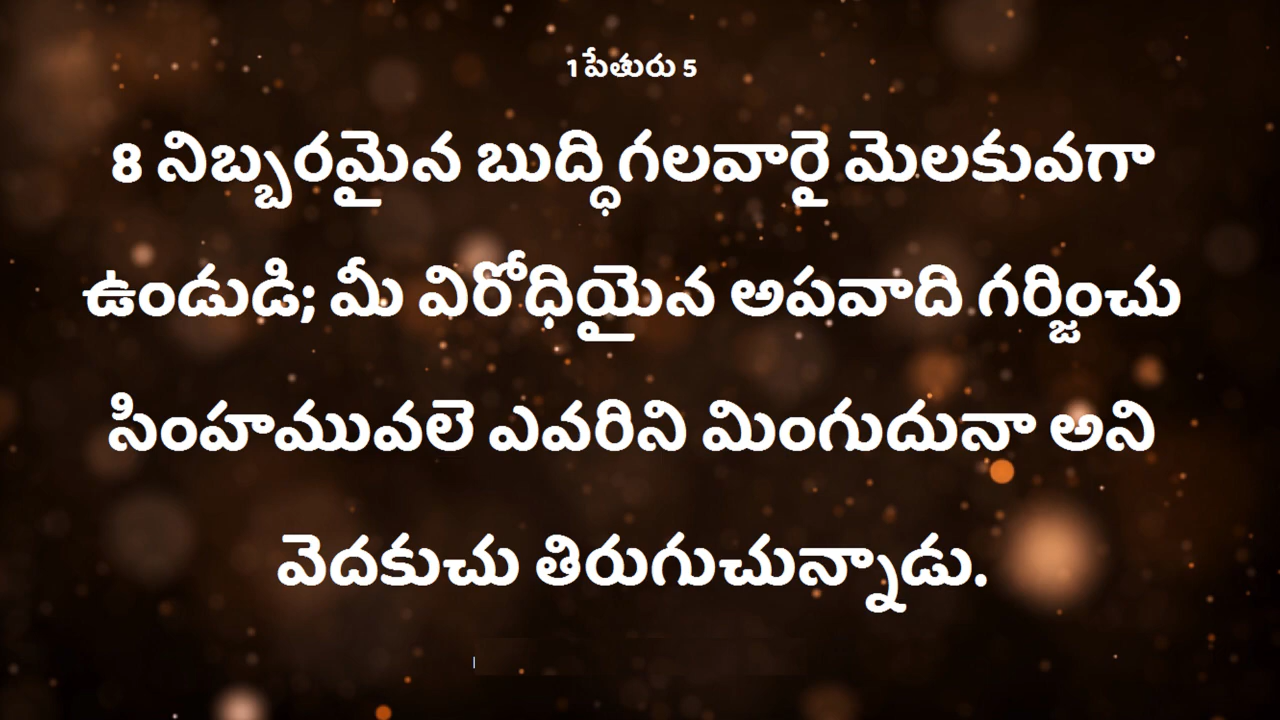 1 పేతురు 5
8 నిబ్బరమైన బుద్ధి గలవారై మెలకువగా
ఉండుడి; మీ విరోధియైన అపవాది గర్జించు
సింహమువలె ఎవరిని మింగుదునా అని
వెదకుచు తిరుగుచున్నాడు.